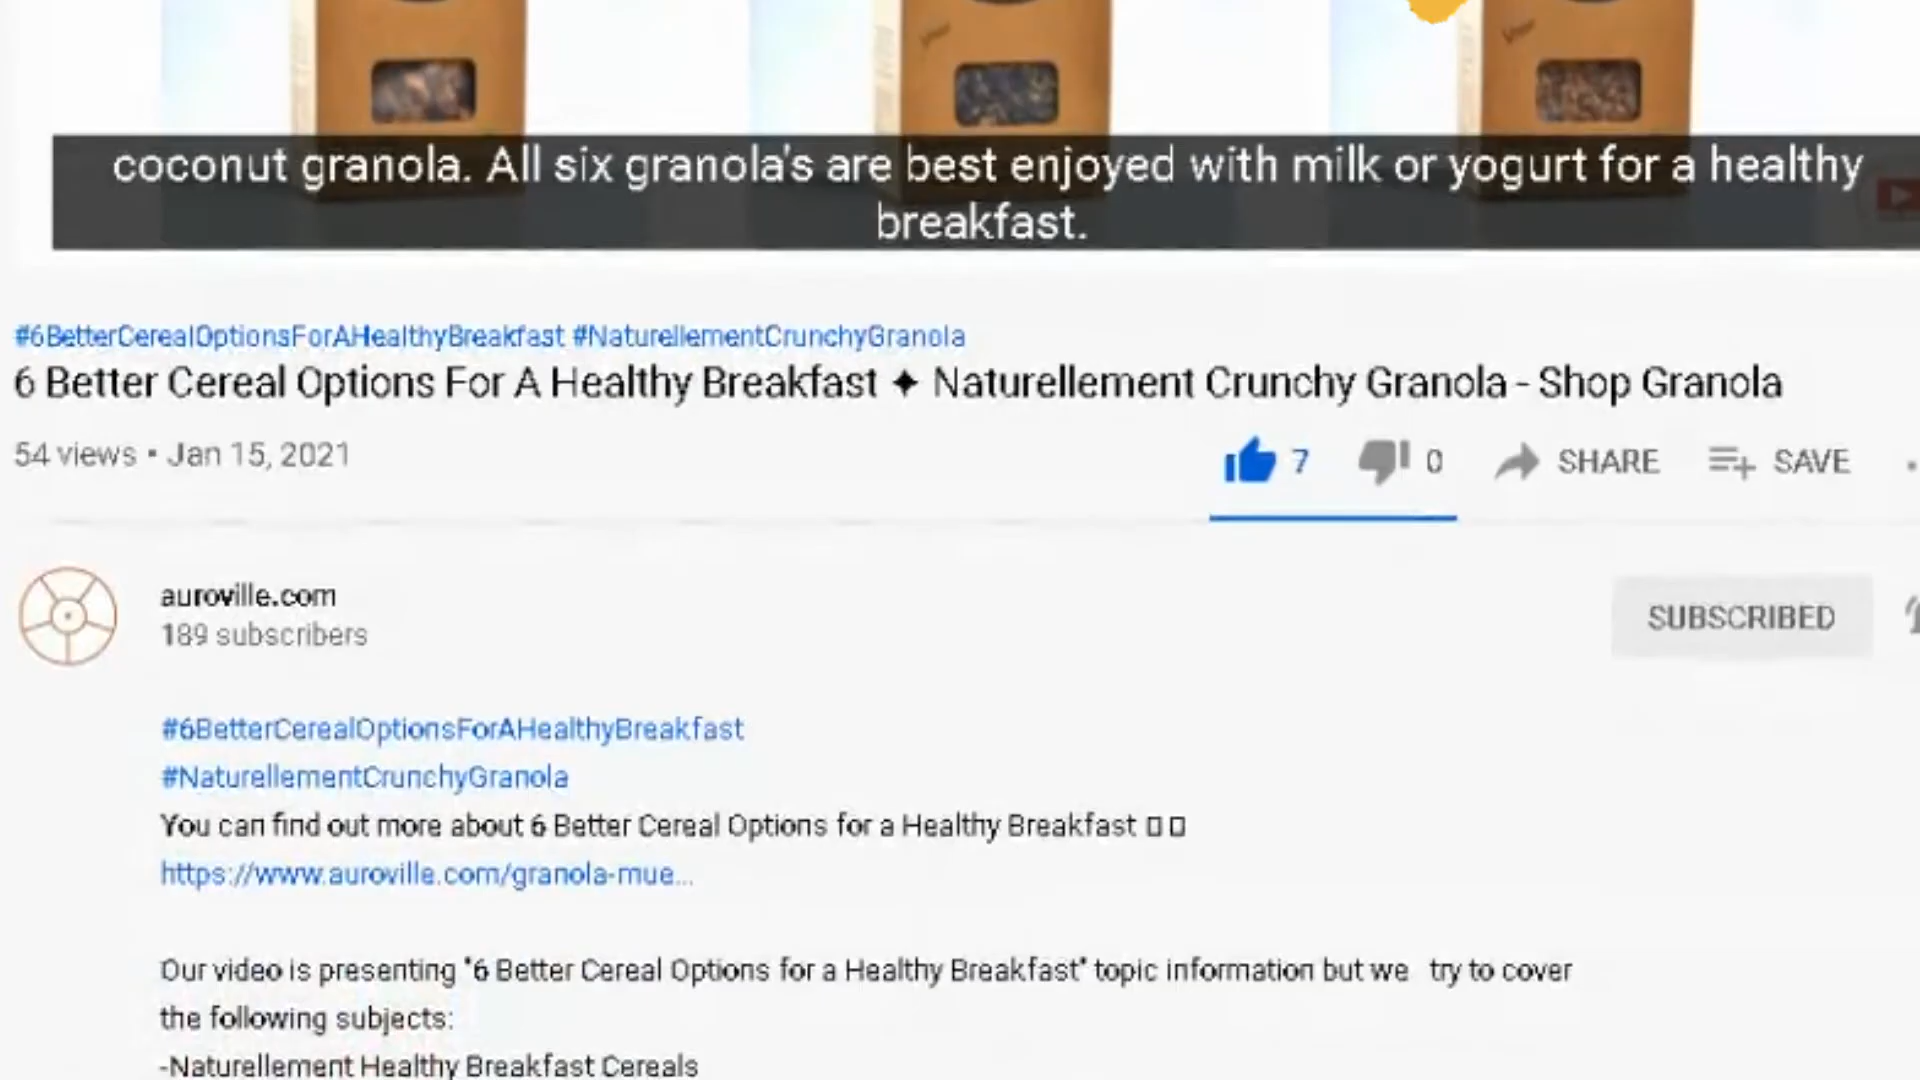 coconut granola. All six granola's are best enjoyed with milk or yogurt for a healthy
breakfast.
#6BetterCerealOptionsForAHealthyBreakfast #NaturellementCrunchyGranola
6 Better Cereal Options For A Healthy Breakfast ✦ Naturellement Crunchy Granola - Shop Granola
54 views • Jan 15, 2021
7 0 SHARE SAVE
auroville.com
189 subscribers
SUBSCRIBED
#6BetterCerealOptionsForAHealthyBreakfast
#NaturellementCrunchyGranola
You can find out more about 6 Better Cereal Options for a Healthy Breakfast
https://www.auroville.com/granola-mue...
Our video is presenting "6 Better Cereal Options for a Healthy Breakfast" topic information but we try to cover
the following subjects:
-Naturellement Healthy Breakfast Cereals